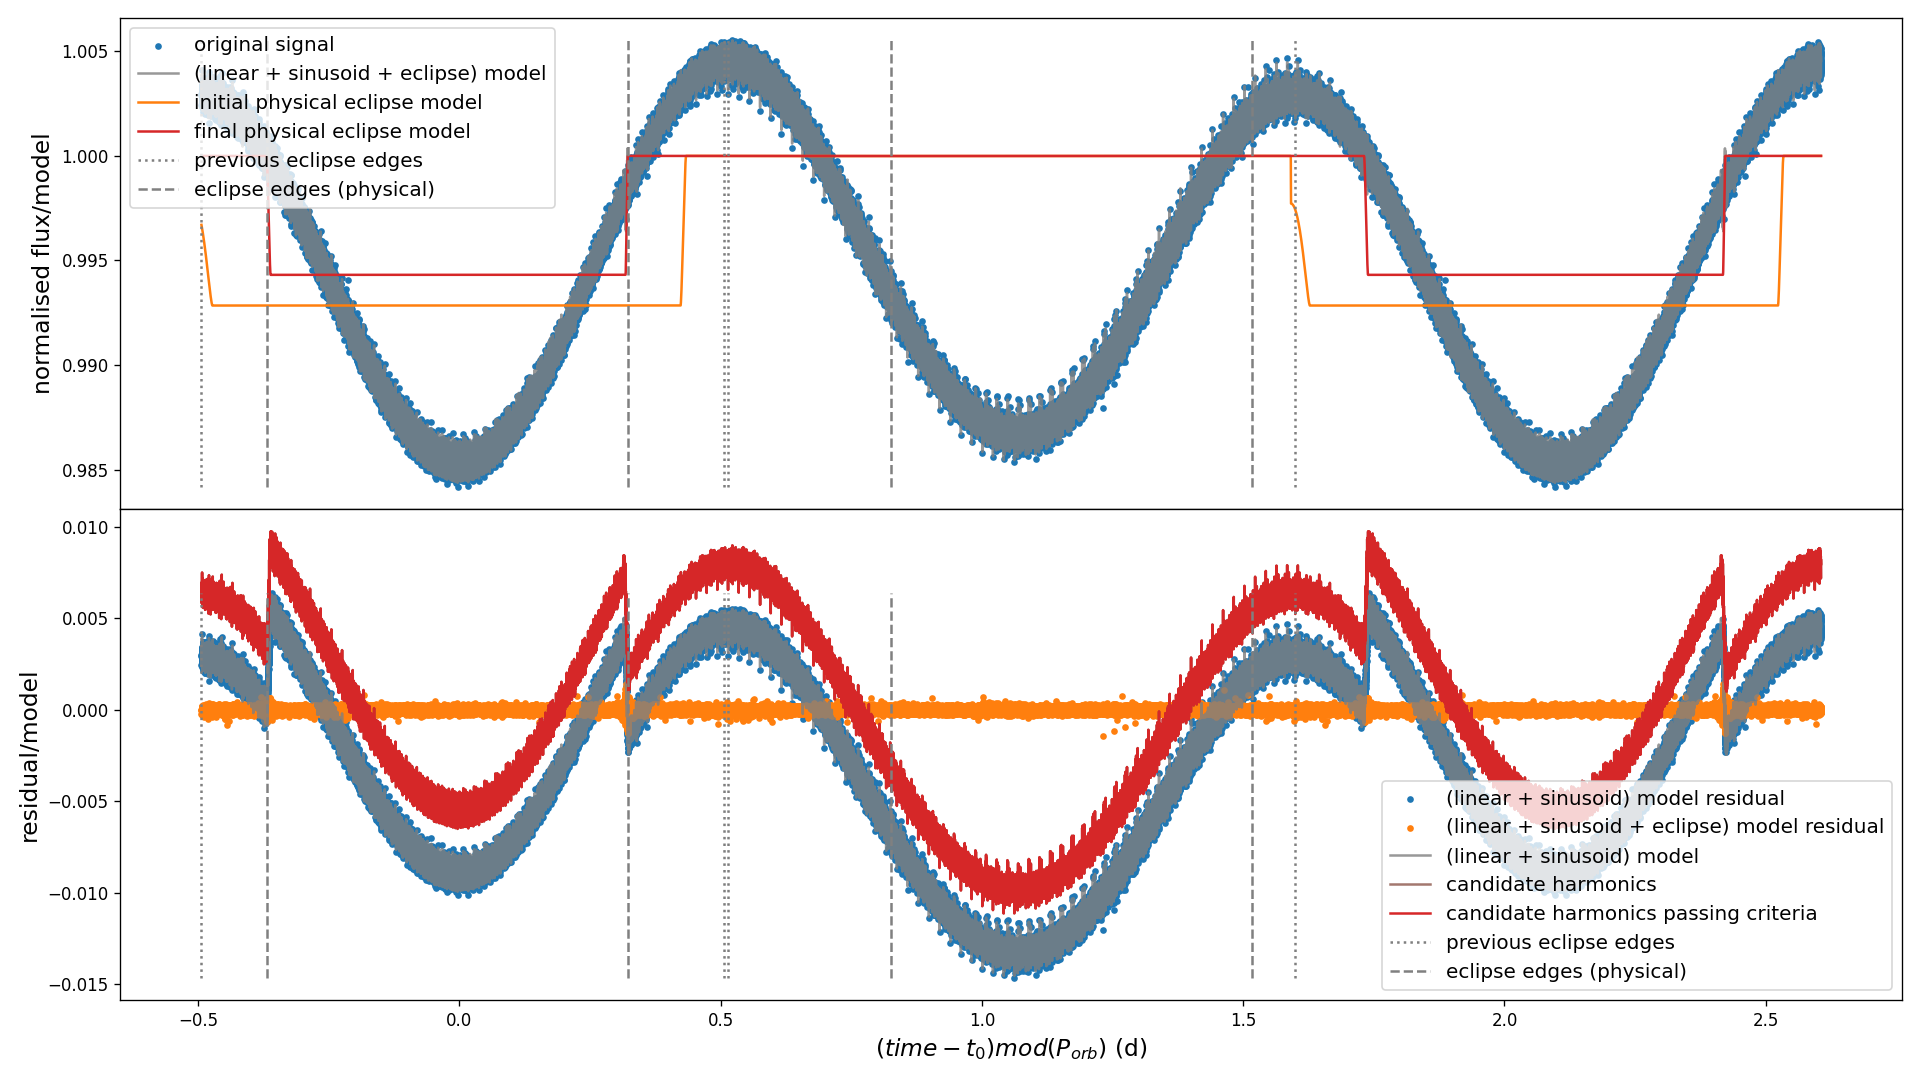 normalised flux/model
1.005
1.000
0.995
0.990
0.985
original signal
(linear + sinusoid + eclipse) model
initial physical eclipse model
final physical eclipse model
previous eclipse edges
eclipse edges (physical)
residual/model
0.010
0.005
0.000
−0.005
−0.010
−0.015
(linear + sinusoid) model residual
(linear + sinusoid + eclipse) model residual
(linear + sinusoid) model
candidate harmonics
candidate harmonics passing criteria
previous eclipse edges
eclipse edges (physical)
−0.5 0.0 0.5 1.0 1.5 2.0 2.5
(time − t₀)mod(P_orb) (d)